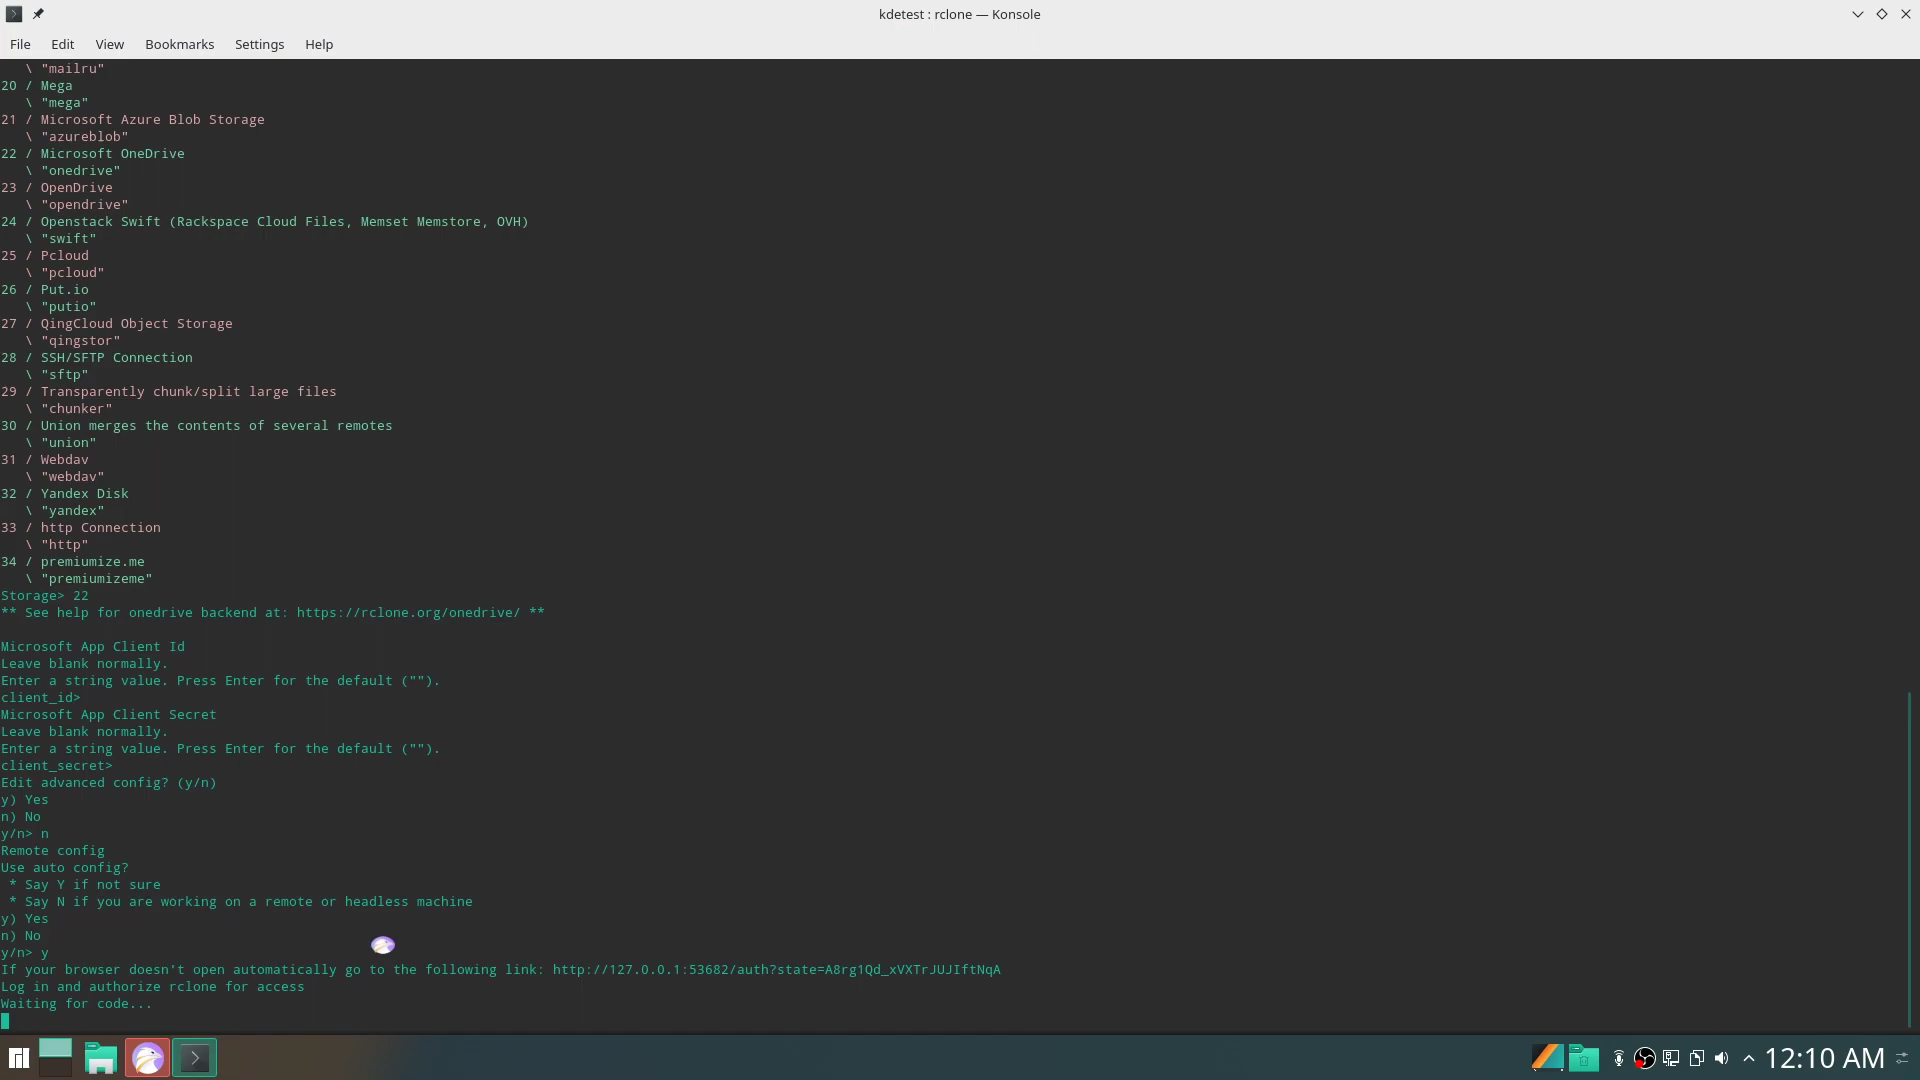 kdetest : rclone — Konsole
File Edit View Bookmarks Settings Help
\ "mailru"
20 / Mega
\ "mega"
21 / Microsoft Azure Blob Storage
\ "azureblob"
22 / Microsoft OneDrive
\ "onedrive"
23 / OpenDrive
\ "opendrive"
24 / Openstack Swift (Rackspace Cloud Files, Memset Memstore, OVH)
\ "swift"
25 / Pcloud
\ "pcloud"
26 / Put.io
\ "putio"
27 / QingCloud Object Storage
\ "qingstor"
28 / SSH/SFTP Connection
\ "sftp"
29 / Transparently chunk/split large files
\ "chunker"
30 / Union merges the contents of several remotes
\ "union"
31 / Webdav
\ "webdav"
32 / Yandex Disk
\ "yandex"
33 / http Connection
\ "http"
34 / premiumize.me
\ "premiumizeme"
Storage> 22
** See help for onedrive backend at: https://rclone.org/onedrive/ **
Microsoft App Client Id
Leave blank normally.
Enter a string value. Press Enter for the default ("").
client_id>
Microsoft App Client Secret
Leave blank normally.
Enter a string value. Press Enter for the default ("").
client_secret>
Edit advanced config? (y/n)
y) Yes
n) No
y/n> n
Remote config
Use auto config?
* Say Y if not sure
* Say N if you are working on a remote or headless machine
y) Yes
n) No
y/n> y
If your browser doesn't open automatically go to the following link: http://127.0.0.1:53682/auth?state=A8rg1Qd_xVXTrJUJIftNqA
Log in and authorize rclone for access
Waiting for code...
12:10 AM